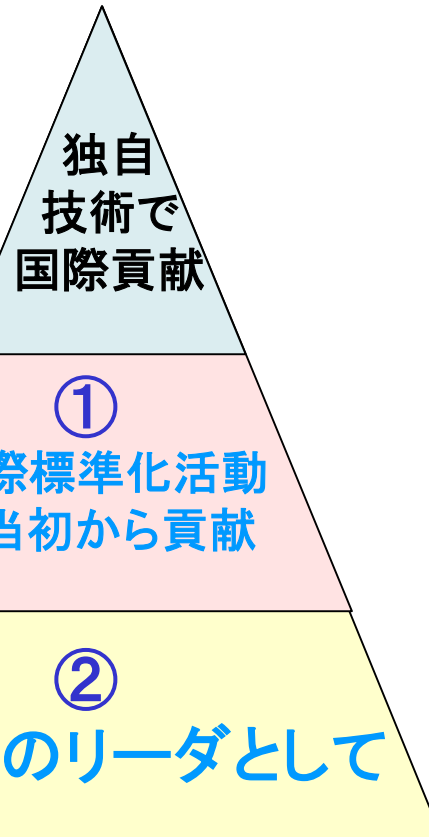 独自
技術で
国際貢献
①
際標準化活動
当初から貢献
②
のリーダとして